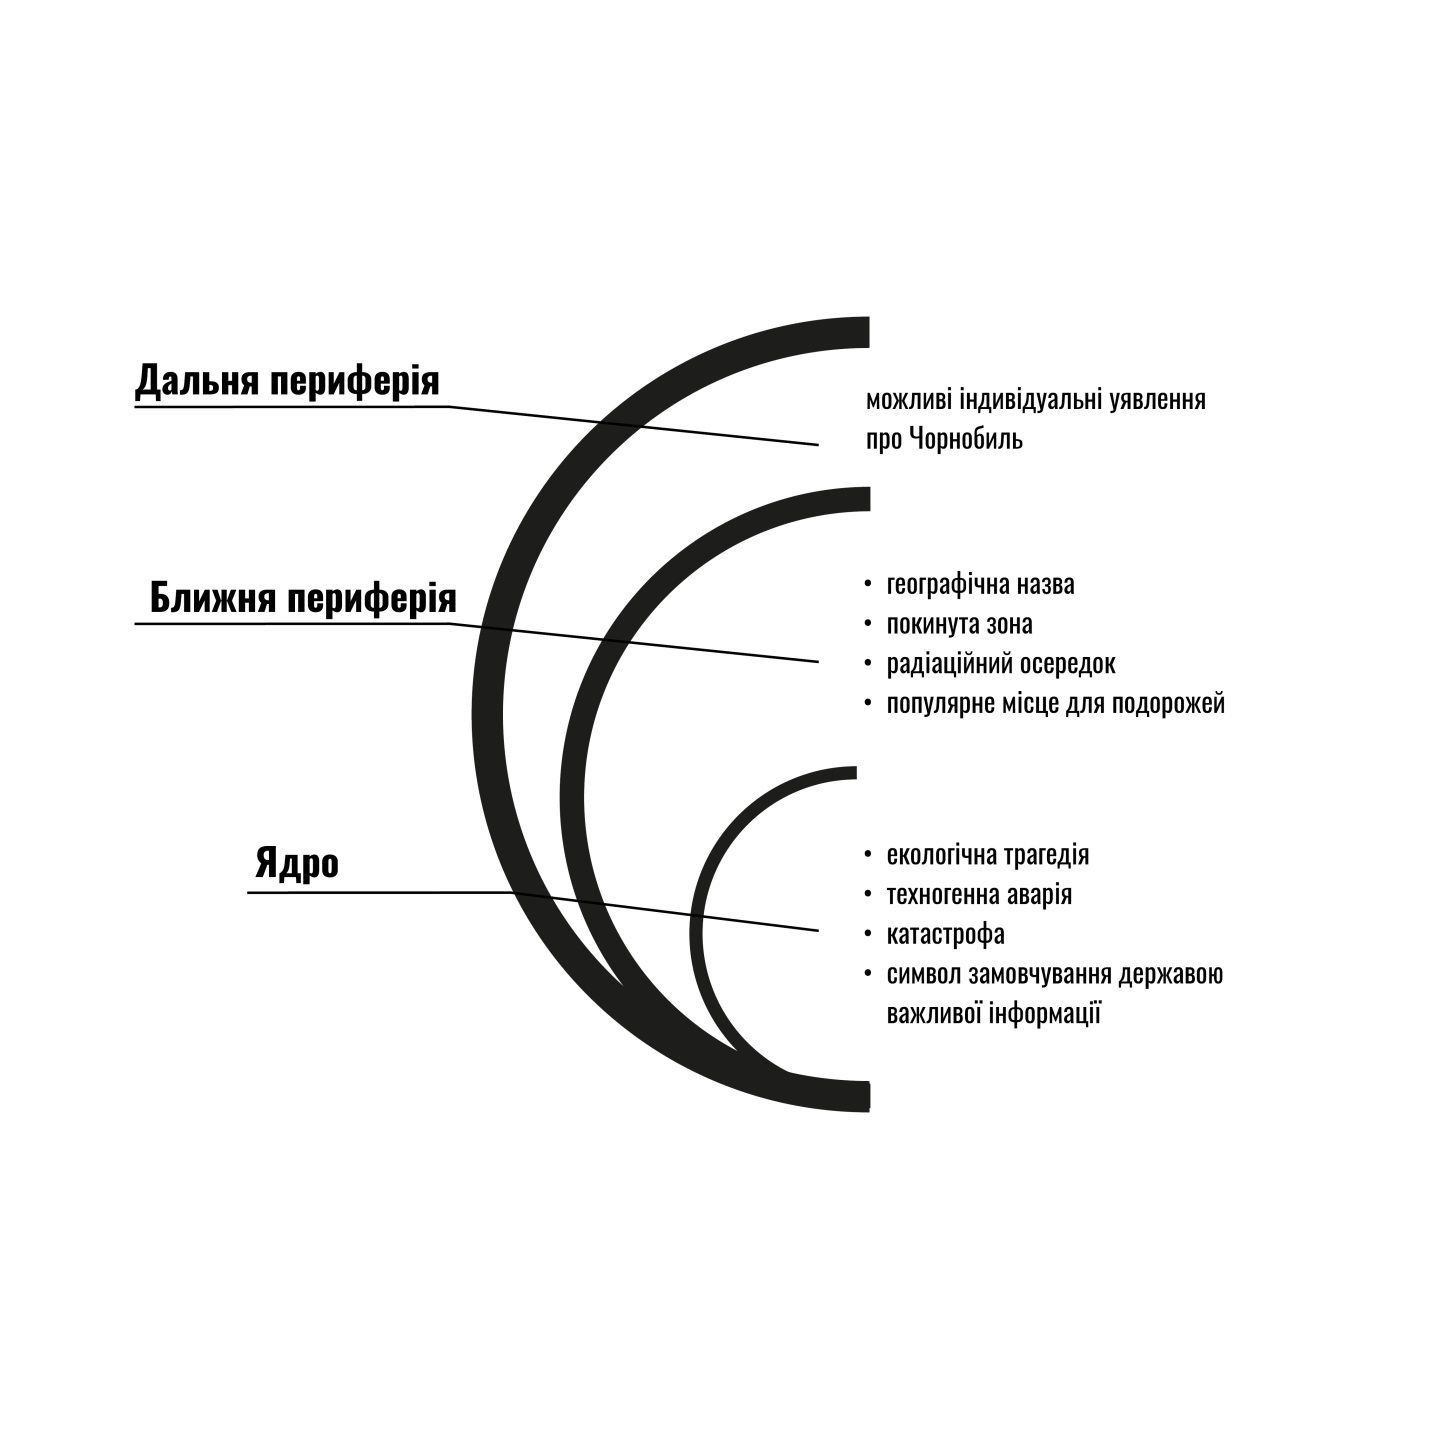 Дальня периферія
можливі індивідуальні уявлення
про Чорнобиль
Ближня периферія
• географічна назва
• покинута зона
• радіаційний осередок
• популярне місце для подорожей
Ядро
• екологічна трагедія
• техногенна аварія
• катастрофа
• символ замовчування державою
важливої інформації